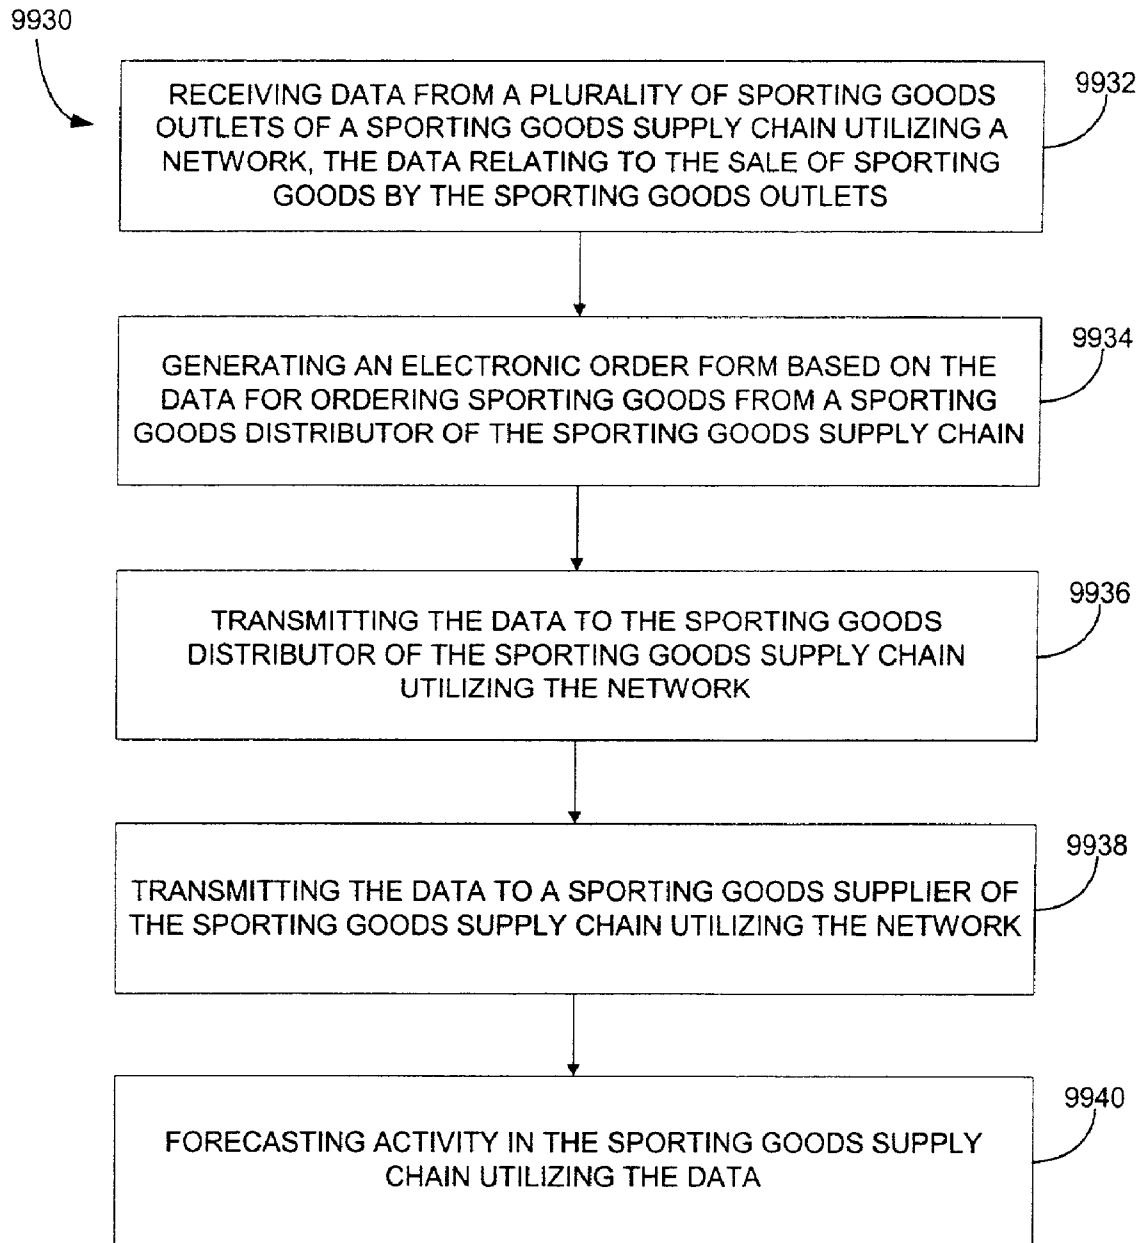 9930
RECEIVING DATA FROM A PLURALITY OF SPORTING GOODS
OUTLETS OF A SPORTING GOODS SUPPLY CHAIN UTILIZING A
NETWORK, THE DATA RELATING TO THE SALE OF SPORTING
GOODS BY THE SPORTING GOODS OUTLETS
9932
GENERATING AN ELECTRONIC ORDER FORM BASED ON THE
DATA FOR ORDERING SPORTING GOODS FROM A SPORTING
GOODS DISTRIBUTOR OF THE SPORTING GOODS SUPPLY CHAIN
9934
TRANSMITTING THE DATA TO THE SPORTING GOODS
DISTRIBUTOR OF THE SPORTING GOODS SUPPLY CHAIN
UTILIZING THE NETWORK
9936
TRANSMITTING THE DATA TO A SPORTING GOODS SUPPLIER OF
THE SPORTING GOODS SUPPLY CHAIN UTILIZING THE NETWORK
9938
FORECASTING ACTIVITY IN THE SPORTING GOODS SUPPLY
CHAIN UTILIZING THE DATA
9940